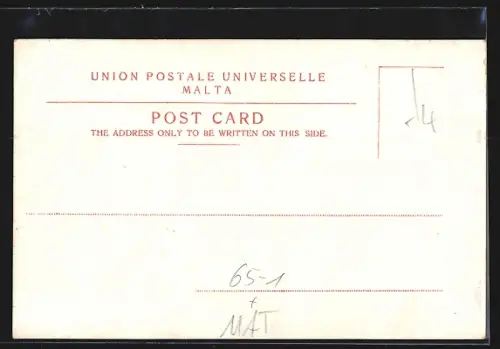 UNION POSTALE UNIVERSELLE
MALTA
POST CARD
THE ADDRESS ONLY TO BE WRITTEN ON THIS SIDE.
65-1
+
MAT